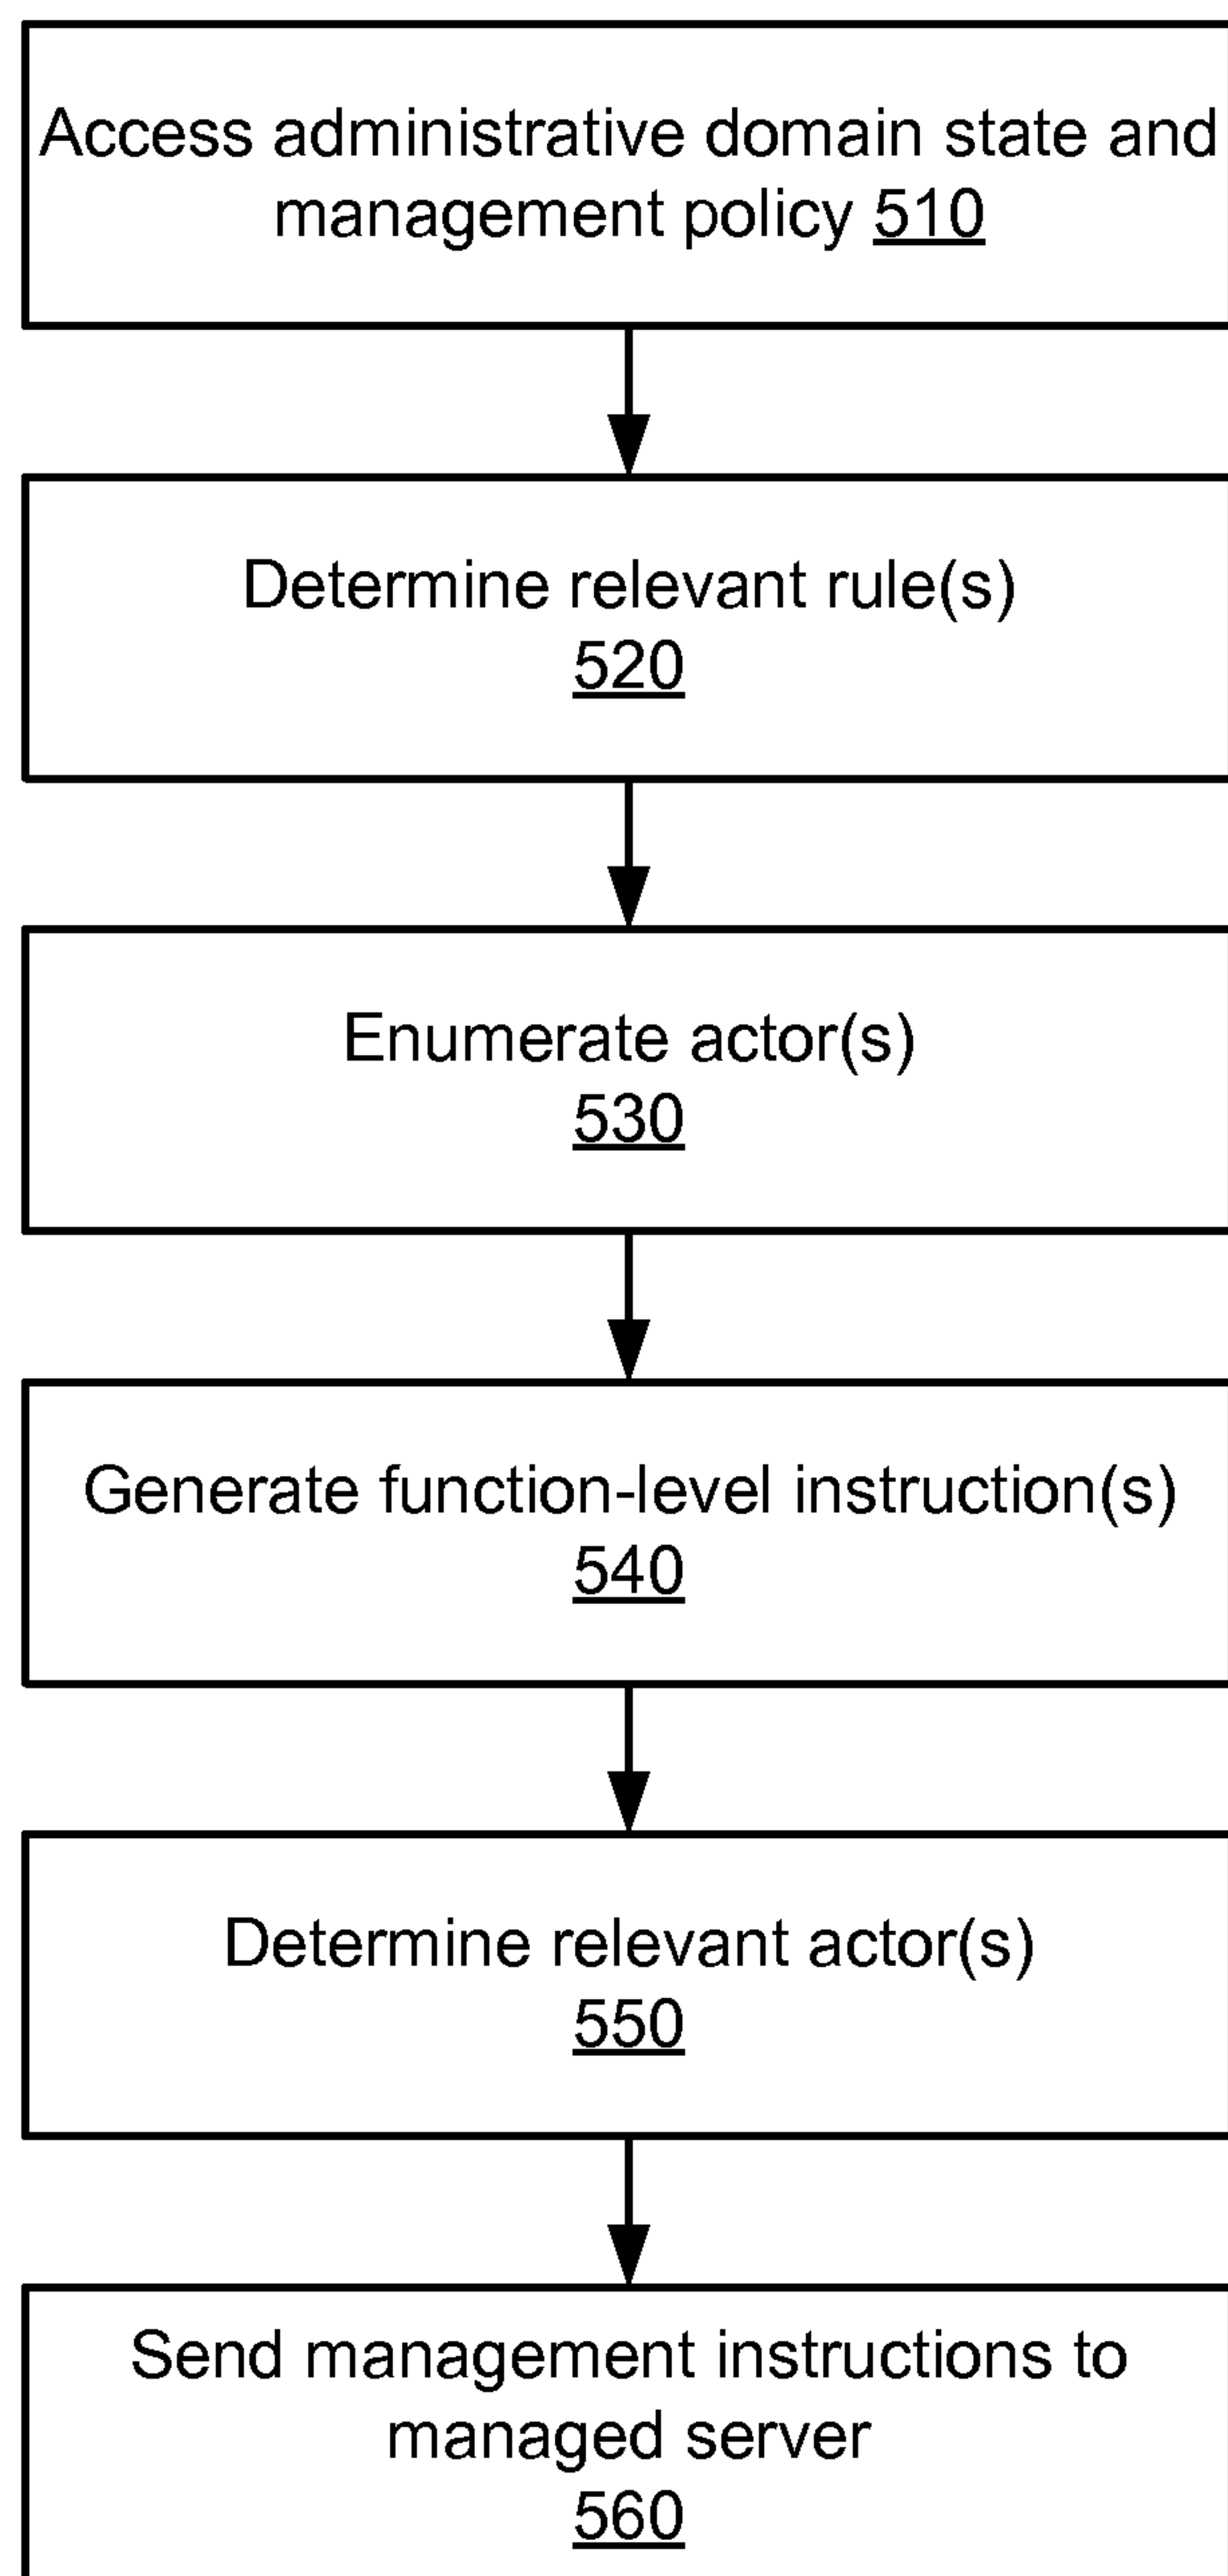 Access administrative domain state and
management policy 510
Determine relevant rule(s)
520
Enumerate actor(s)
530
Generate function-level instruction(s)
540
Determine relevant actor(s)
550
Send management instructions to
managed server
560